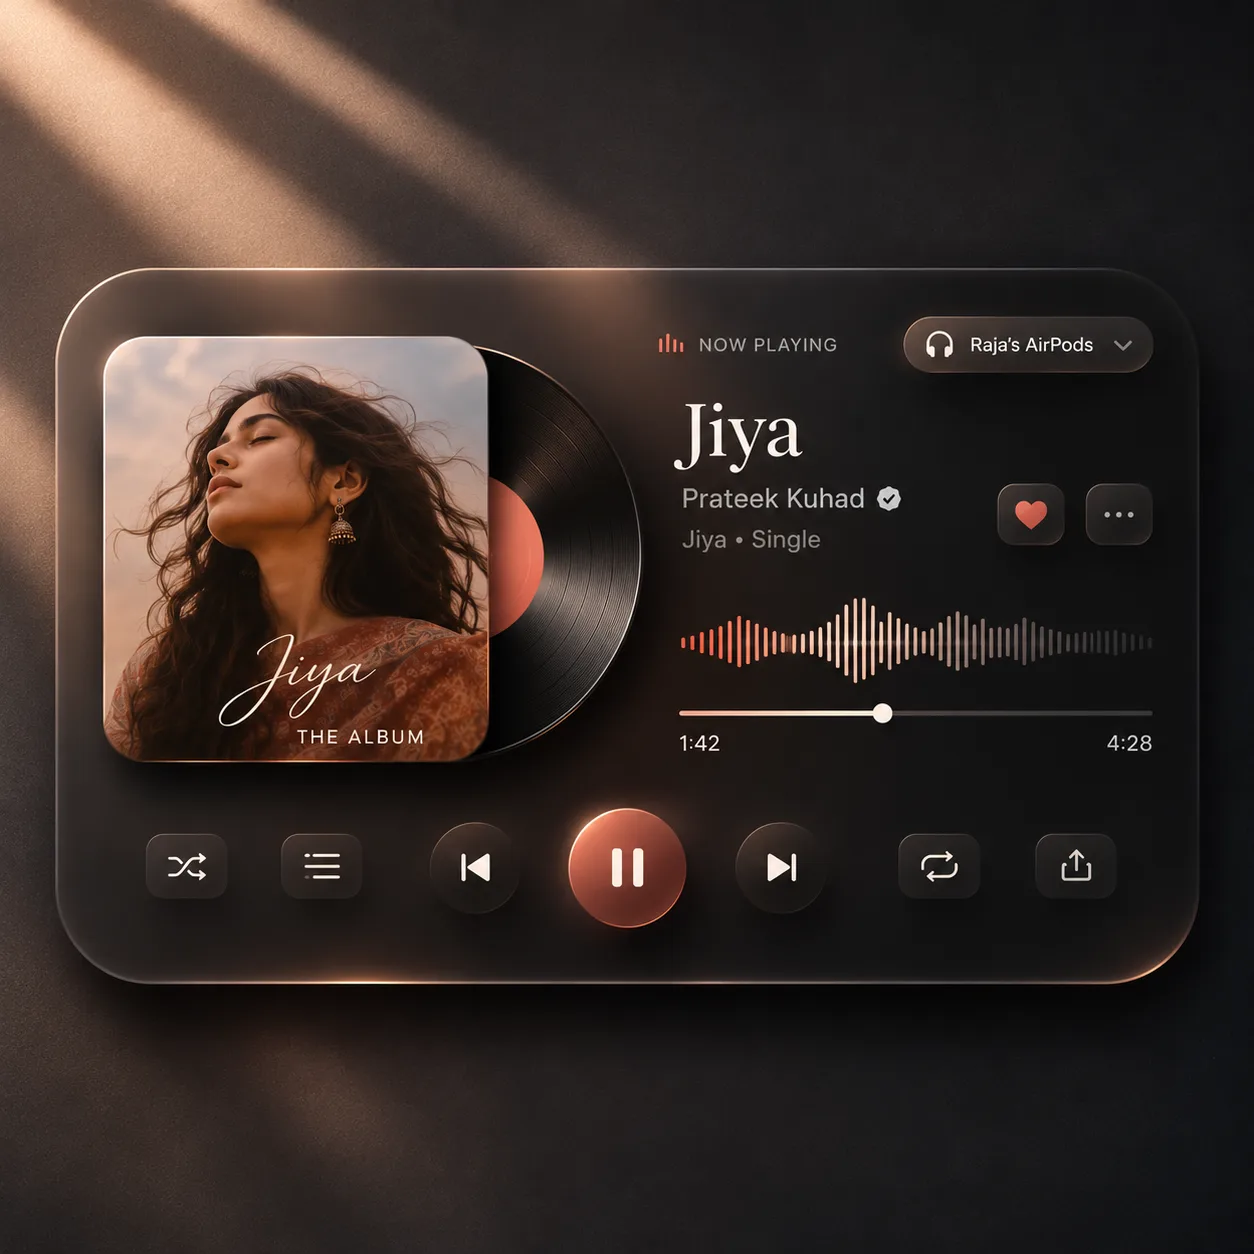 Jiya
THE ALBUM
NOW PLAYING
Raja's AirPods
Jiya
Prateek Kuhad
Jiya • Single
1:42
4:28